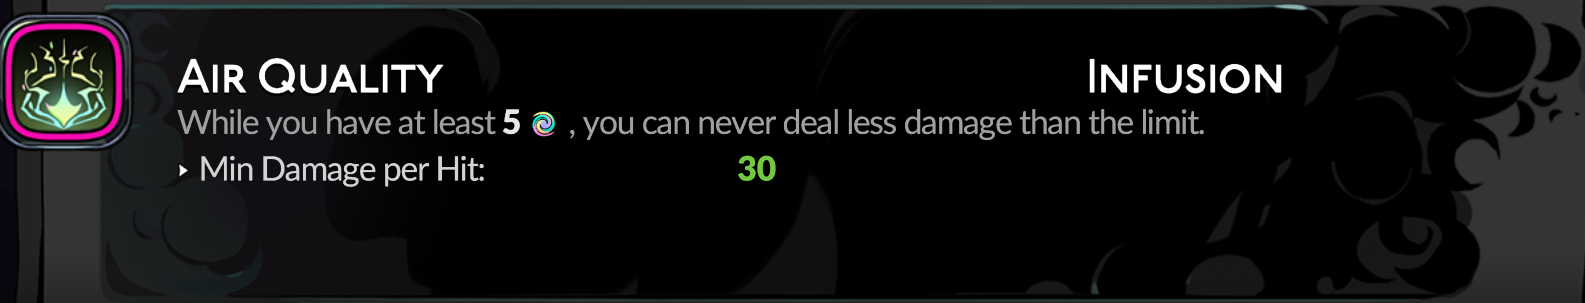 Air Quality Infusion
While you have at least 5 , you can never deal less damage than the limit.
▸ Min Damage per Hit: 30